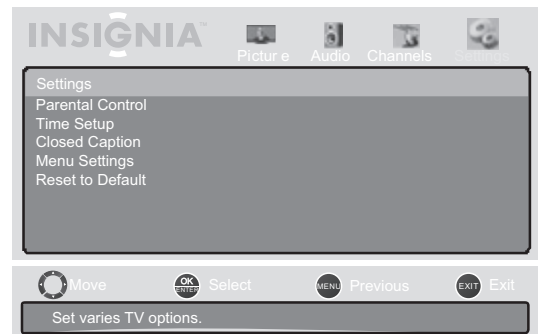 INSIGNIA™
Pictur e Audio Channels Settings
Settings
Parental Control
Time Setup
Closed Caption
Menu Settings
Reset to Default
Move OK ENTER Select MENU Previous EXIT Exit
Set varies TV options.